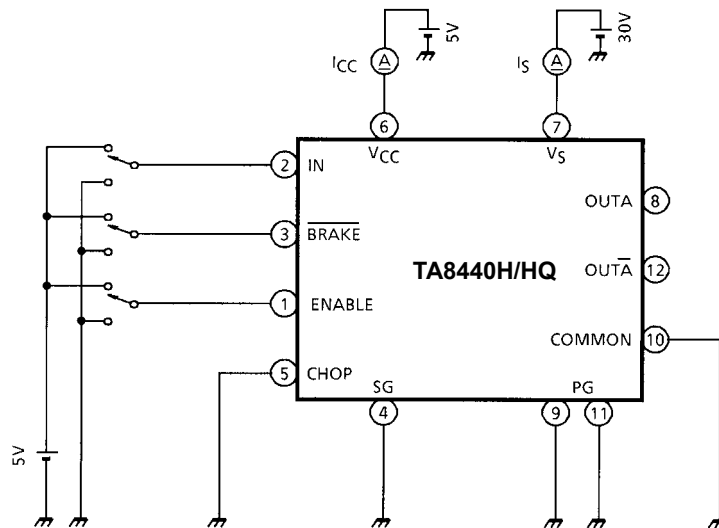 5V
30V
ICC A
IS A
6
7
VCC
VS
2 IN
OUTA 8
3 BRAKE
TA8440H/HQ
OUTA 12
1 ENABLE
COMMON 10
5 CHOP
SG
PG
4
9
11
5V